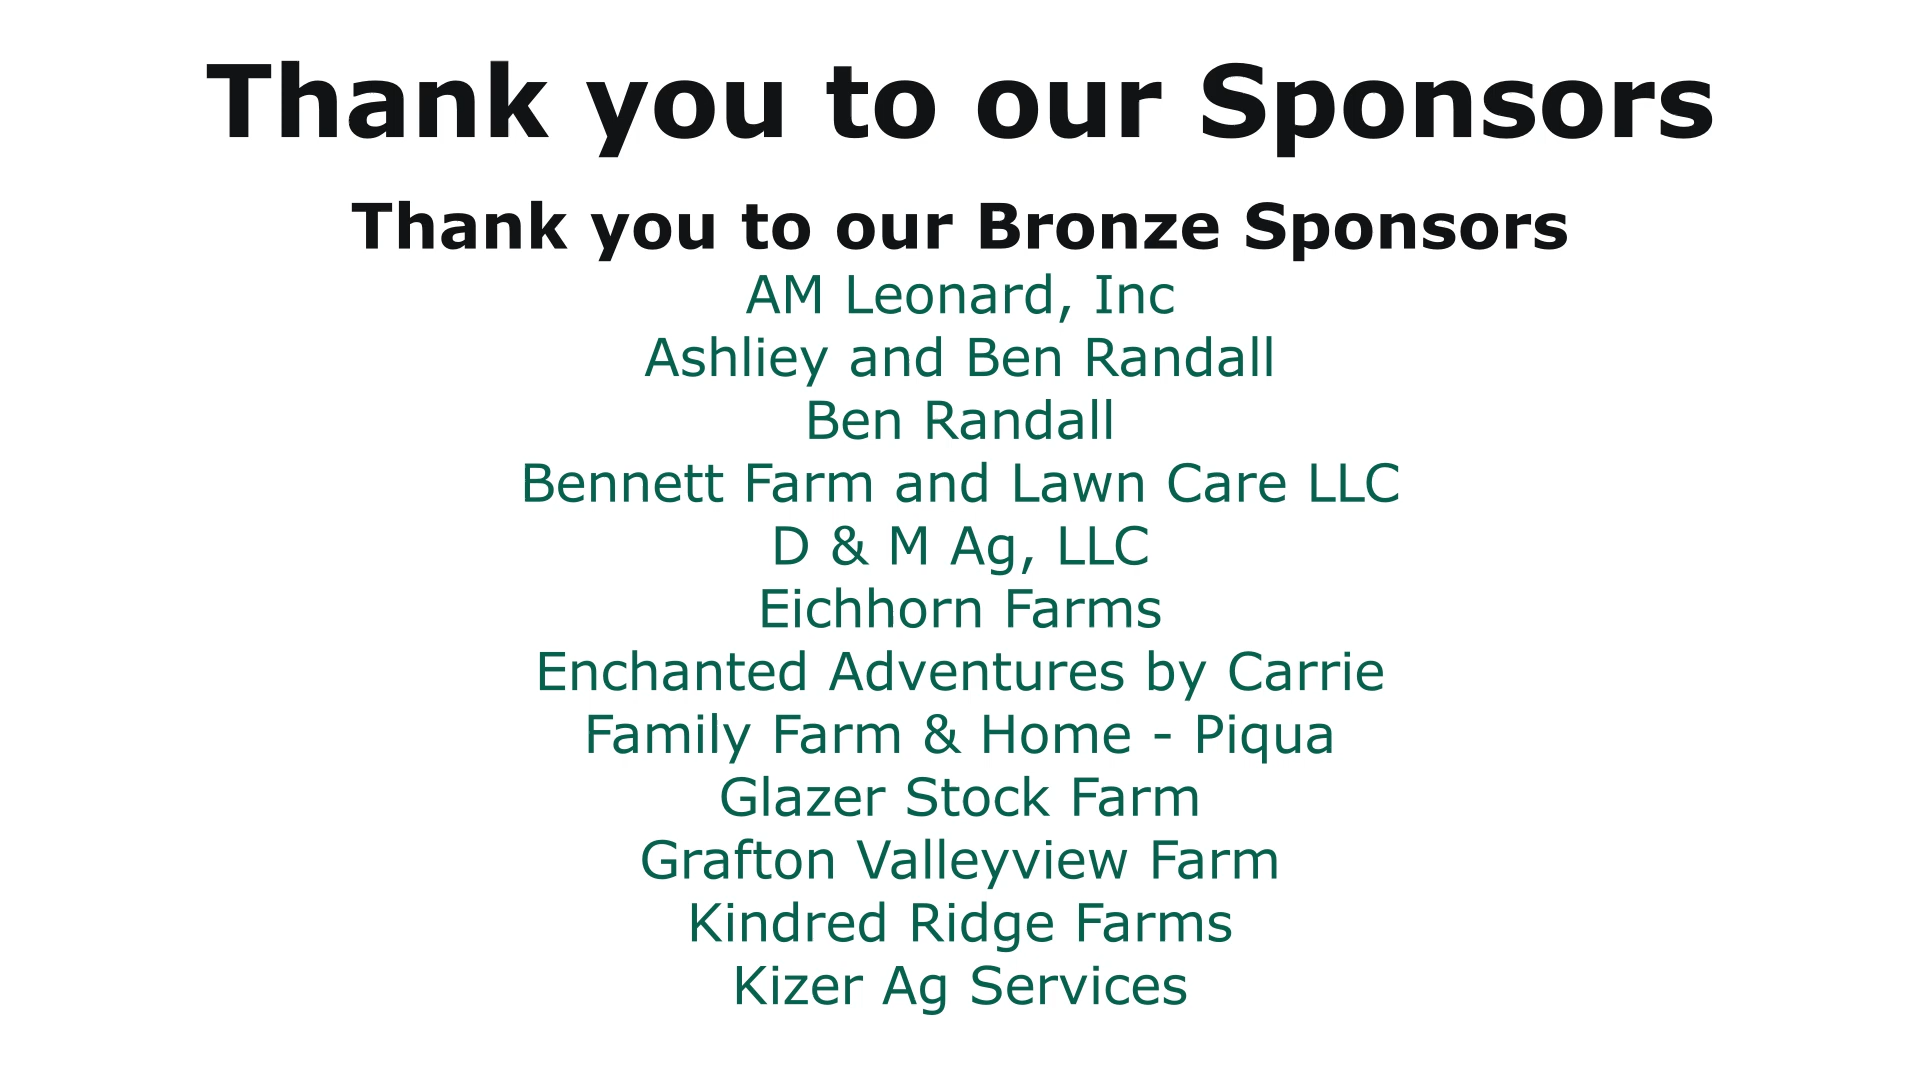 Thank you to our Sponsors
Thank you to our Bronze Sponsors
AM Leonard, Inc
Ashliey and Ben Randall
Ben Randall
Bennett Farm and Lawn Care LLC
D & M Ag, LLC
Eichhorn Farms
Enchanted Adventures by Carrie
Family Farm & Home - Piqua
Glazer Stock Farm
Grafton Valleyview Farm
Kindred Ridge Farms
Kizer Ag Services